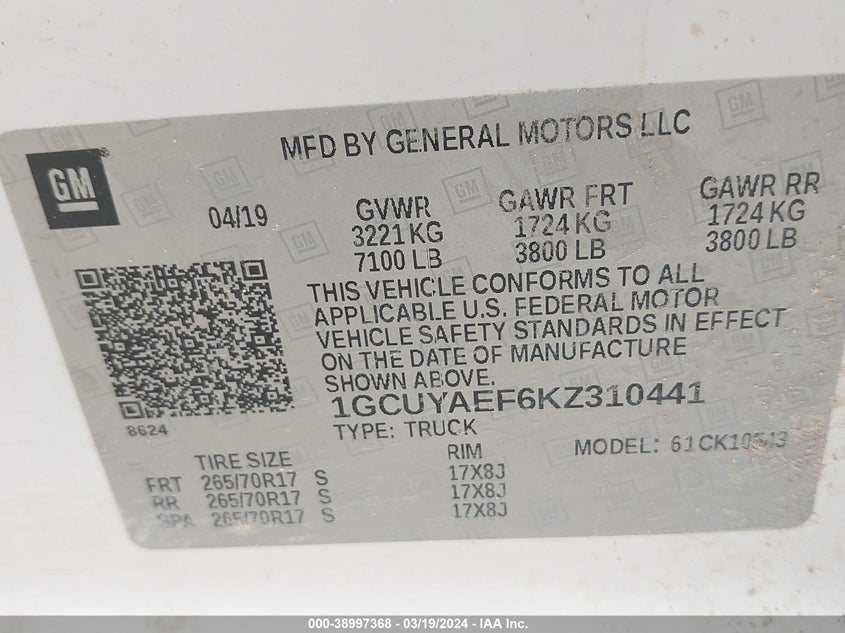 MFD BY GENERAL MOTORS LLC
GM
04/19
GVWR
3221 KG
7100 LB
GAWR FRT
1724 KG
3800 LB
GAWR RR
1724 KG
3800 LB
THIS VEHICLE CONFORMS TO ALL
APPLICABLE U.S. FEDERAL MOTOR
VEHICLE SAFETY STANDARDS IN EFFECT
ON THE DATE OF MANUFACTURE
SHOWN ABOVE.
1GCUYAEF6KZ310441
8624
TYPE: TRUCK
MODEL: 61CK10543
TIRE SIZE RIM
FRT 265/70R17 S 17X8J
RR 265/70R17 S 17X8J
SPA 265/70R17 S 17X8J
000-38997368 - 03/19/2024 - IAA Inc.